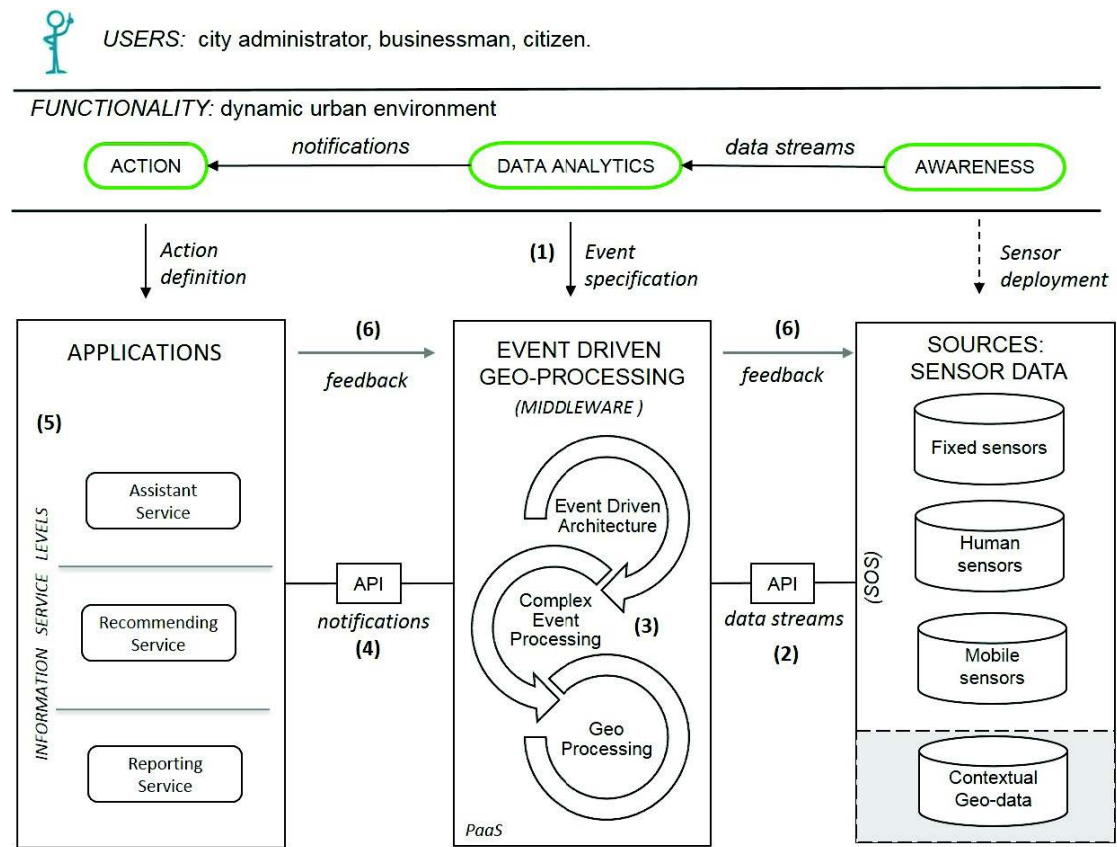 USERS: city administrator, businessman, citizen.
FUNCTIONALITY: dynamic urban environment
ACTION
notifications
DATA ANALYTICS
data streams
AWARENESS
Action
definition
(1)
Event
specification
Sensor
deployment
APPLICATIONS
(5)
INFORMATION SERVICE LEVELS
Assistant
Service
Recommending
Service
Reporting
Service
(6)
feedback
API
notifications
(4)
EVENT DRIVEN
GEO-PROCESSING
(MIDDLEWARE )
Event Driven
Architecture
Complex
Event
Processing
(3)
Geo
Processing
PaaS
(6)
feedback
API
data streams
(2)
SOURCES:
SENSOR DATA
(SOS)
Fixed sensors
Human
sensors
Mobile
sensors
Contextual
Geo-data